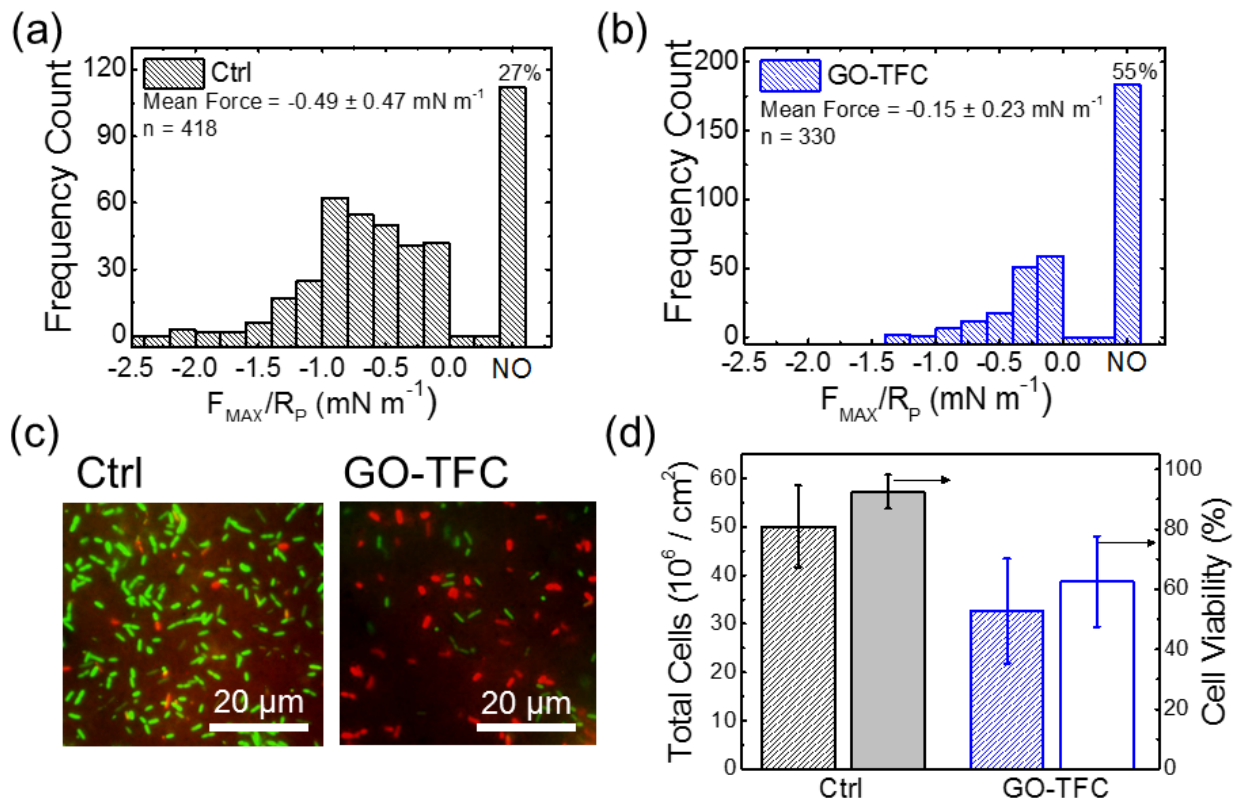 (a)
Ctrl
27%
Mean Force = -0.49 ± 0.47 mN m⁻¹
n = 418
120
90
60
30
0
Frequency Count
-2.5 -2.0 -1.5 -1.0 -0.5 0.0 NO
F_MAX/R_P (mN m⁻¹)
(b)
GO-TFC
55%
Mean Force = -0.15 ± 0.23 mN m⁻¹
n = 330
200
150
100
50
0
Frequency Count
-2.5 -2.0 -1.5 -1.0 -0.5 0.0 NO
F_MAX/R_P (mN m⁻¹)
(c)
Ctrl
20 µm
GO-TFC
20 µm
(d)
60
50
40
30
20
10
0
Total Cells (10⁶ / cm²)
100
80
60
40
20
0
Cell Viability (%)
Ctrl GO-TFC